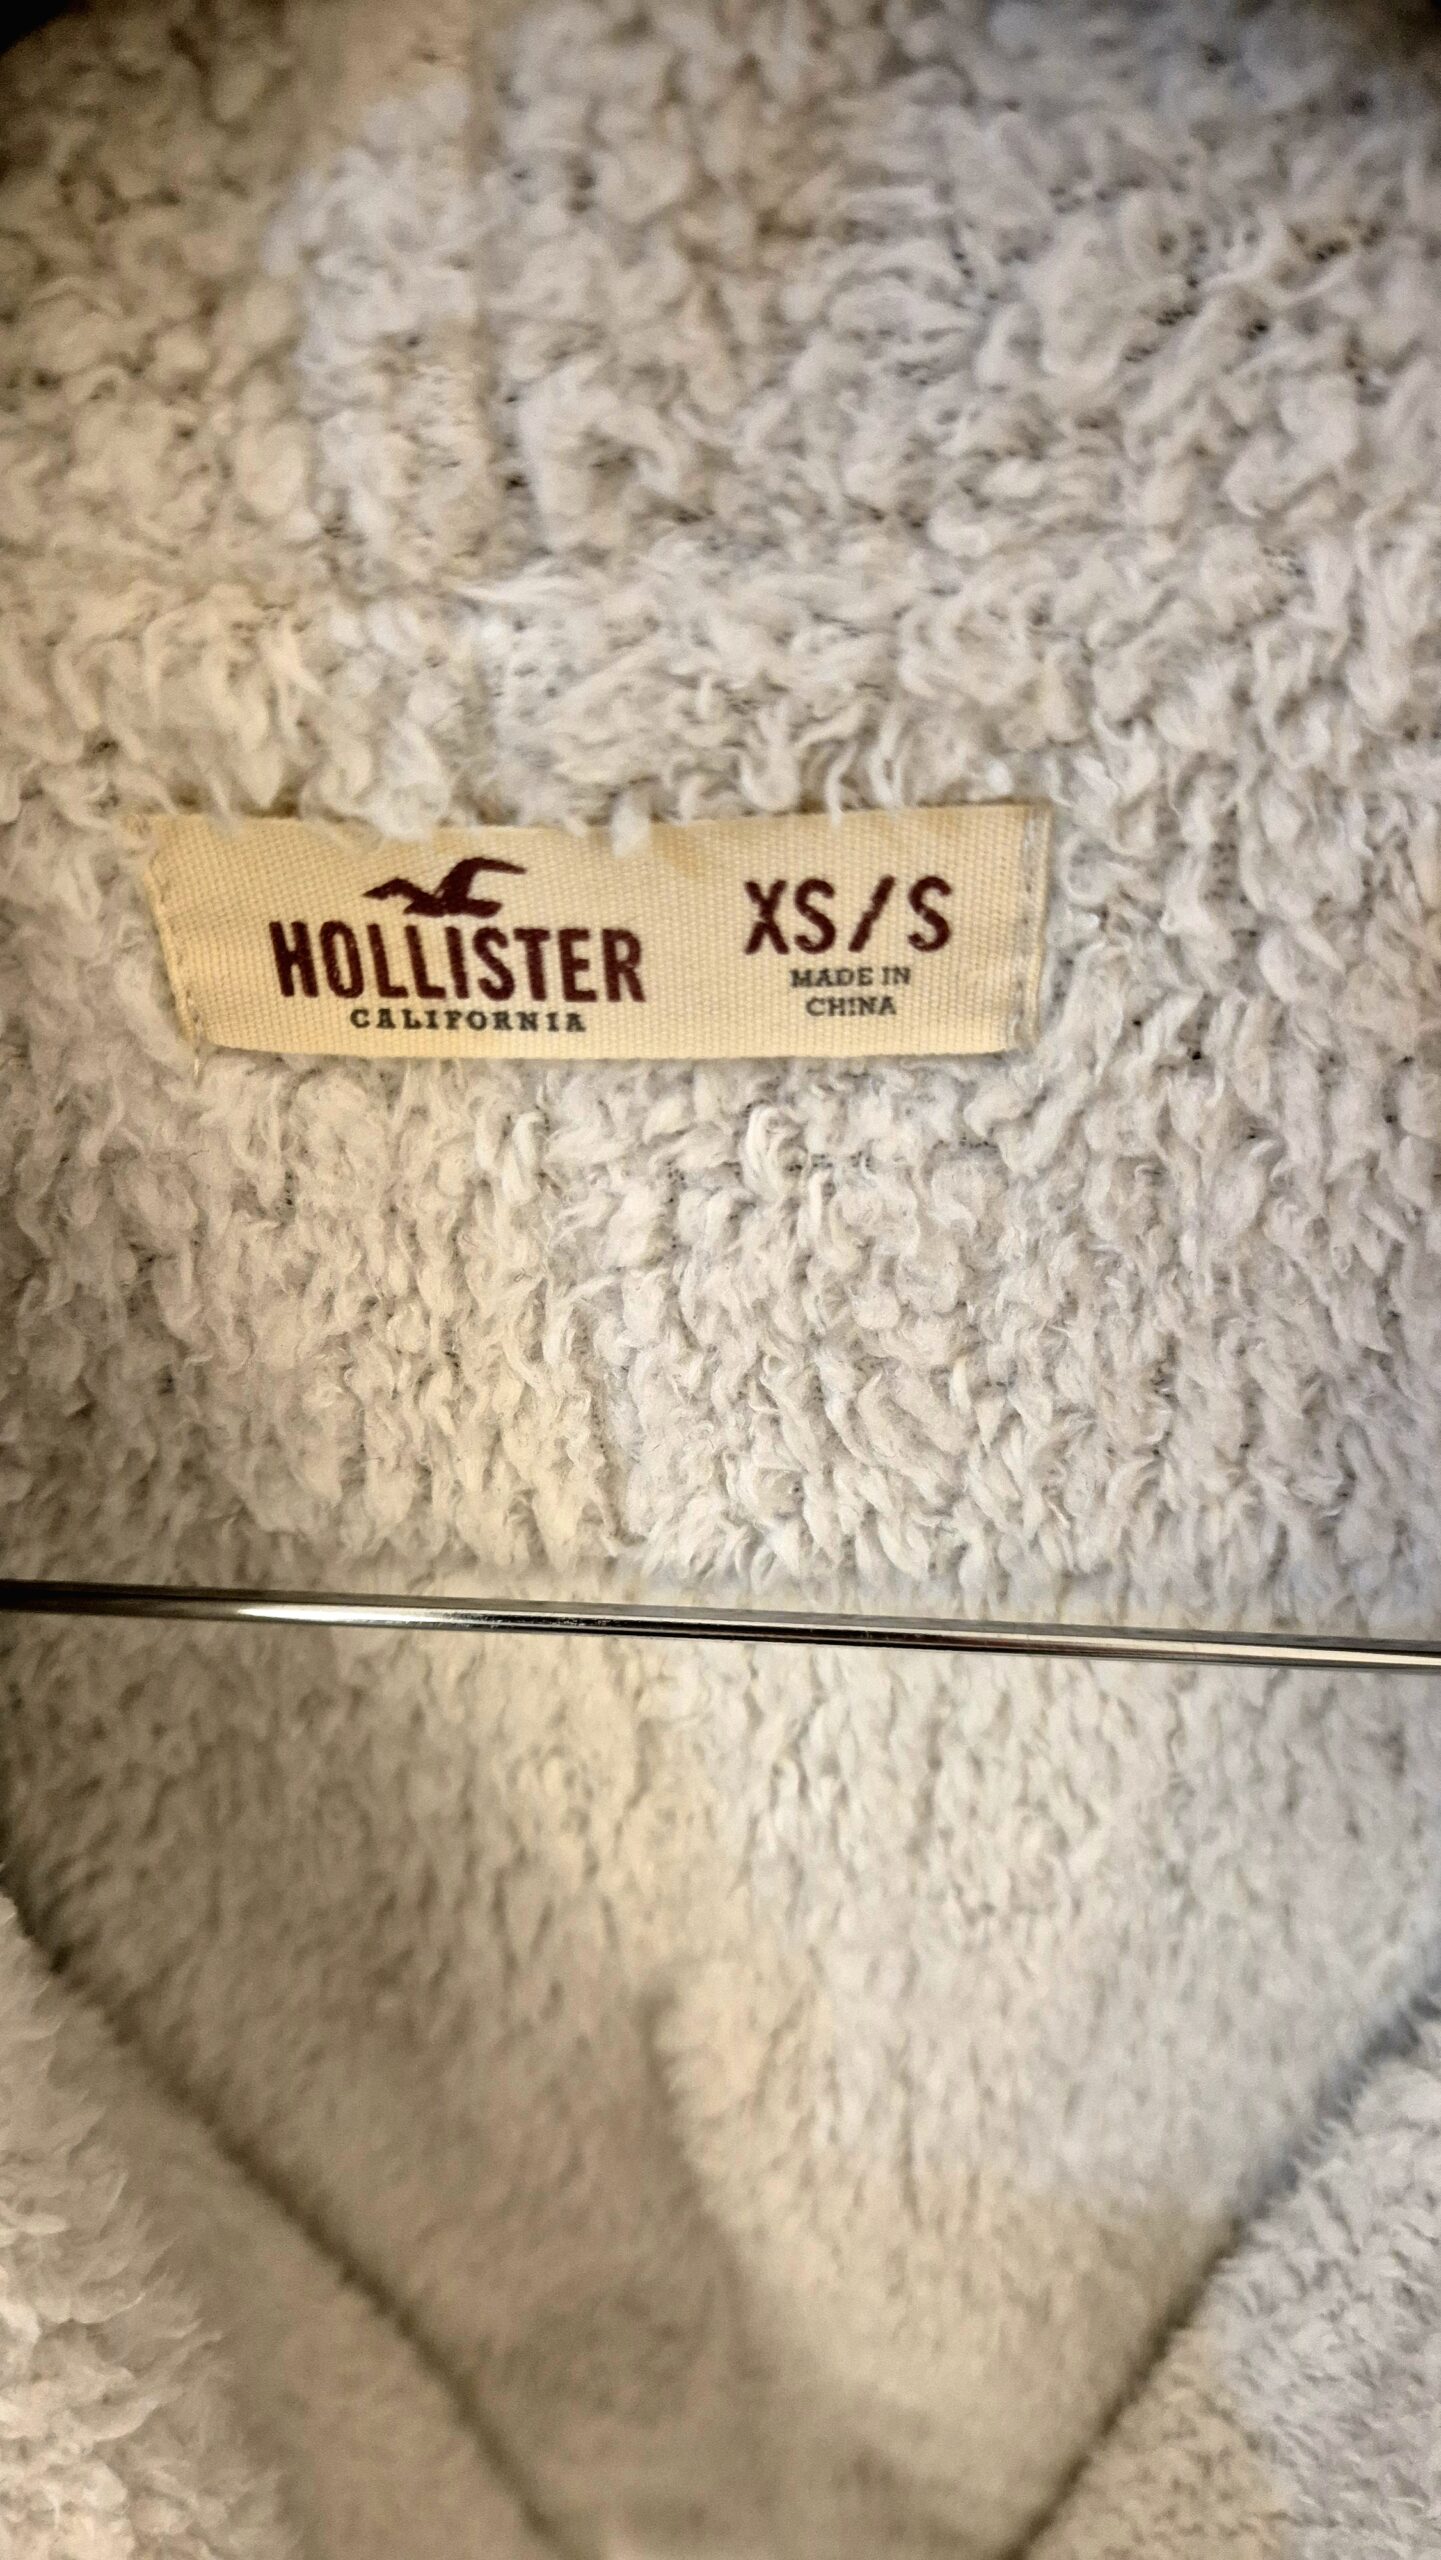 HOLLISTER
CALIFORNIA
XS/S
MADE IN
CHINA